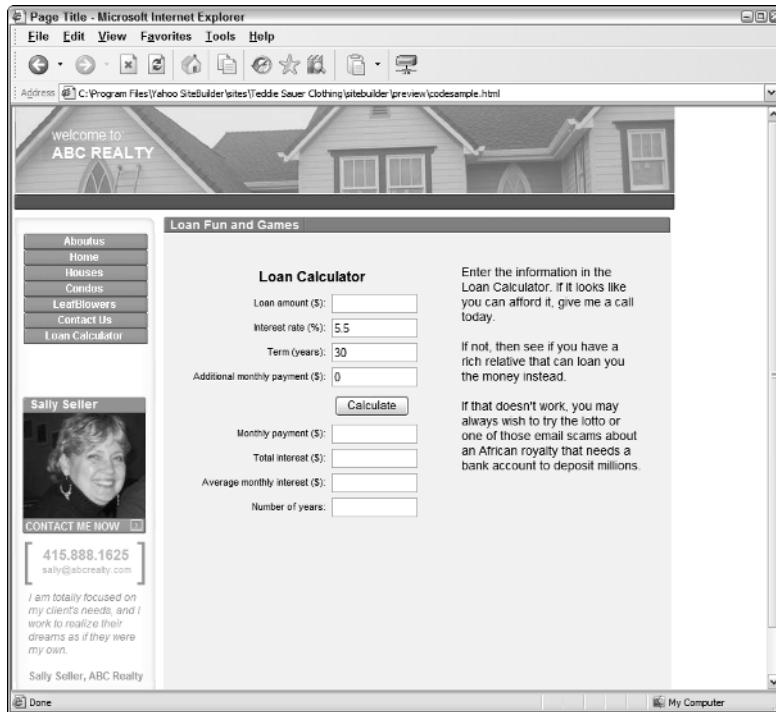 Page Title - Microsoft Internet Explorer
File Edit View Favorites Tools Help
Address C:\Program Files\Yahoo SiteBuilder\sites\Teddie Sauer Clothing\sitebuilder\preview\codesample.html
welcome to:
ABC REALTY
Loan Fun and Games
Aboutus
Home
Houses
Condos
LeafBlowers
Contact Us
Loan Calculator
Sally Seller
CONTACT ME NOW
415.888.1625
sally@abcrealty.com
I am totally focused on
my client's needs, and I
work to realize their
dreams as if they were
my own.
Sally Seller, ABC Realty
Loan Calculator
Loan amount ($):
Interest rate (%): 5.5
Term (years): 30
Additional monthly payment ($): 0
Calculate
Monthly payment ($):
Total interest ($):
Average monthly interest ($):
Number of years:
Enter the information in the
Loan Calculator. If it looks like
you can afford it, give me a call
today.
If not, then see if you have a
rich relative that can loan you
the money instead.
If that doesn't work, you may
always wish to try the lotto or
one of those email scams about
an African royalty that needs a
bank account to deposit millions.
Done
My Computer